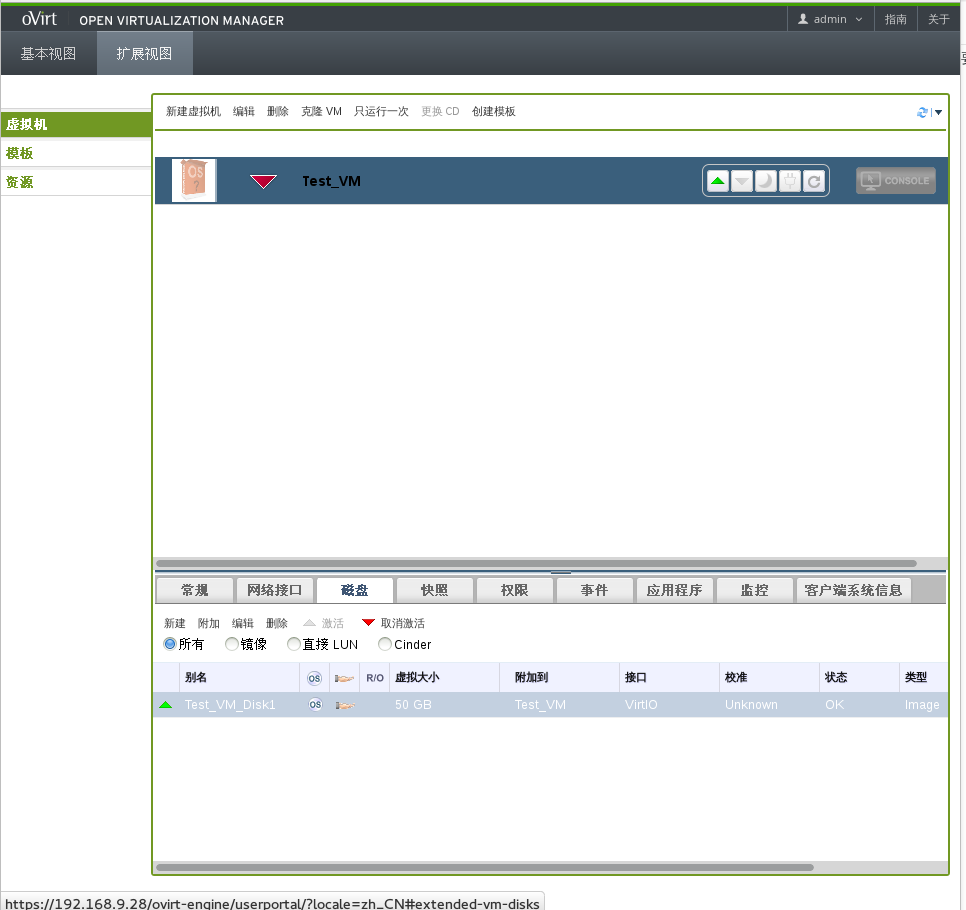 oVirt OPEN VIRTUALIZATION MANAGER admin 指南 关于
基本视图 扩展视图
新建虚拟机 编辑 删除 克隆 VM 只运行一次 更换 CD 创建模板
虚拟机
模板
资源
OS ? Test_VM CONSOLE
常规 网络接口 磁盘 快照 权限 事件 应用程序 监控 客户端系统信息
新建 附加 编辑 删除 激活 取消激活
所有 镜像 直接 LUN Cinder
别名 OS R/O 虚拟大小 附加到 接口 校准 状态 类型
Test_VM_Disk1 OS 50 GB Test_VM VirtIO Unknown OK Image
https://192.168.9.28/ovirt-engine/userportal/?locale=zh_CN#extended-vm-disks